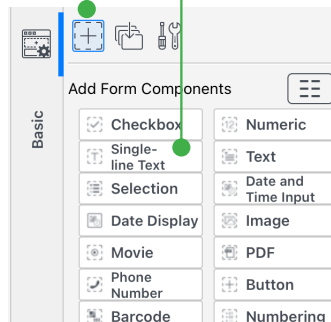 Basic
Add Form Components
Checkbox
Numeric
Single-
line Text
Text
Selection
Date and
Time Input
Date Display
Image
Movie
PDF
Phone
Number
Button
Barcode
Numbering